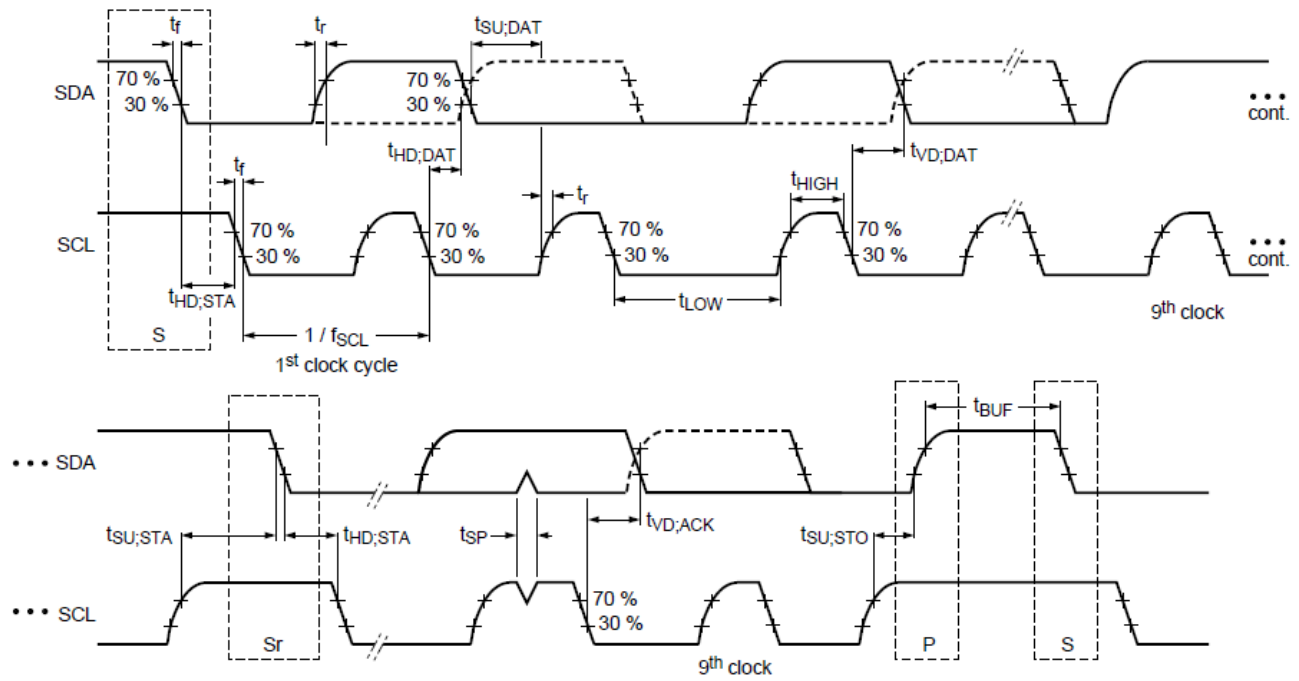 tf
tr
tSU;DAT
70 %
30 %
SDA
70 %
30 %
••• cont.
tHD;DAT
tVD;DAT
tf
tr
tHIGH
SCL
70 %
30 %
70 %
30 %
70 %
30 %
••• cont.
tHD;STA
tLOW
9th clock
S
1 / fSCL
1st clock cycle
tBUF
••• SDA
tSU;STA
tHD;STA
tSP
tVD;ACK
tSU;STO
••• SCL
70 %
30 %
Sr
9th clock
P
S